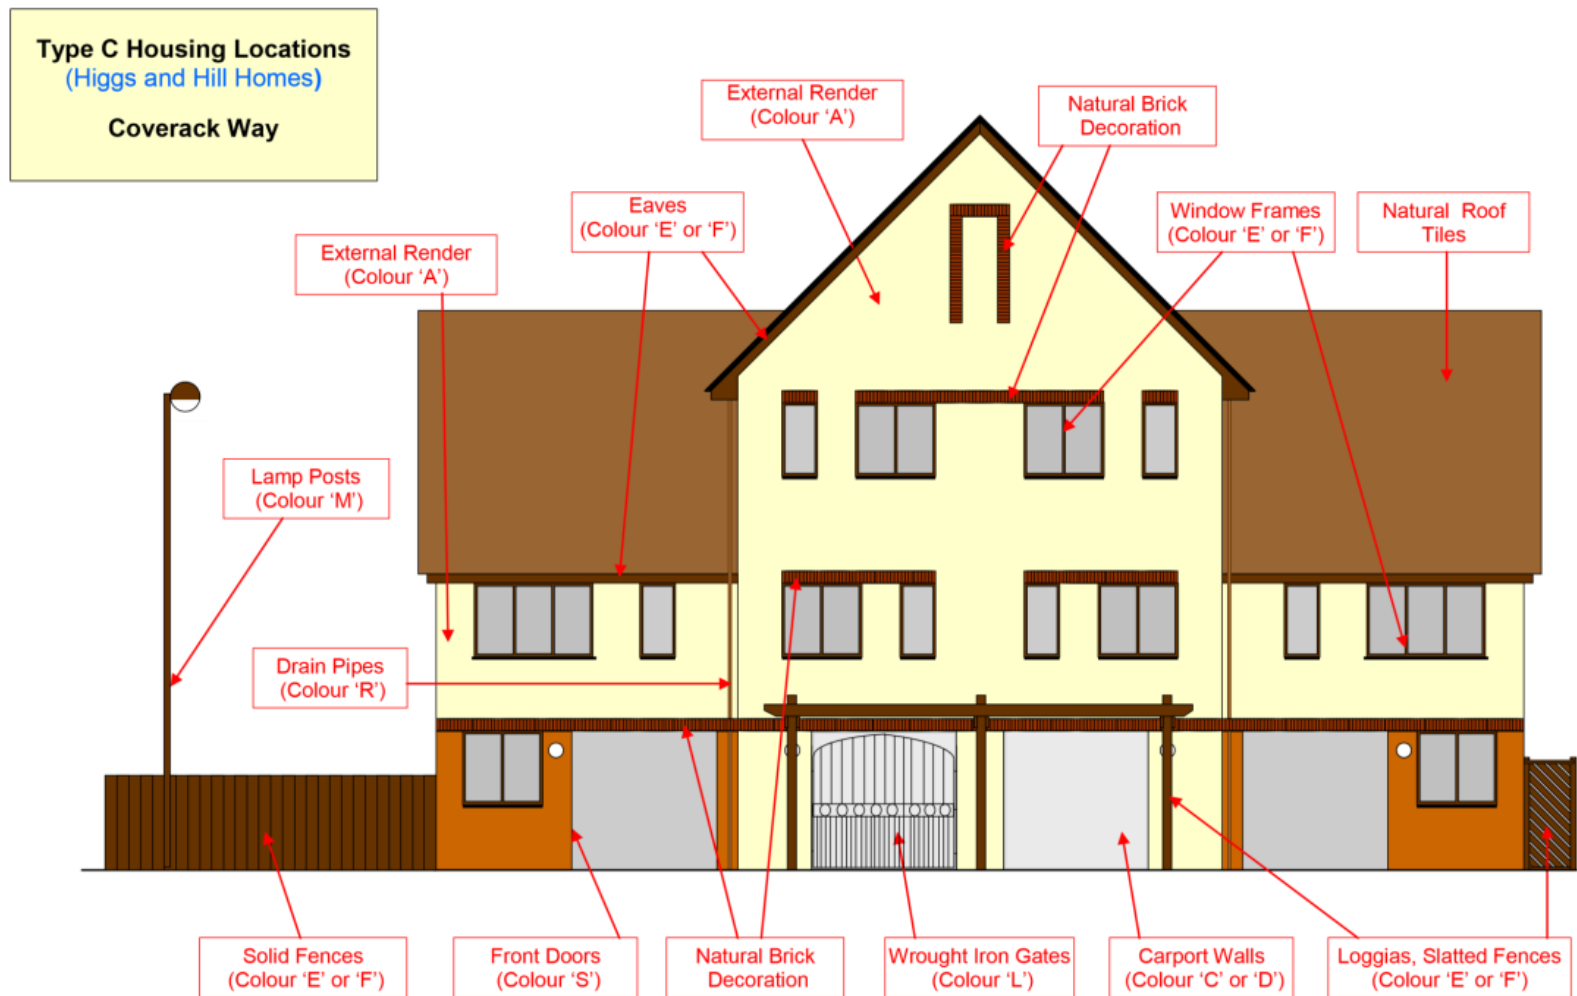 Type C Housing Locations
(Higgs and Hill Homes)
Coverack Way
External Render
(Colour ‘A’)
Natural Brick
Decoration
Eaves
(Colour ‘E’ or ‘F’)
Window Frames
(Colour ‘E’ or ‘F’)
Natural Roof
Tiles
External Render
(Colour ‘A’)
Lamp Posts
(Colour ‘M’)
Drain Pipes
(Colour ‘R’)
Solid Fences
(Colour ‘E’ or ‘F’)
Front Doors
(Colour ‘S’)
Natural Brick
Decoration
Wrought Iron Gates
(Colour ‘L’)
Carport Walls
(Colour ‘C’ or ‘D’)
Loggias, Slatted Fences
(Colour ‘E’ or ‘F’)